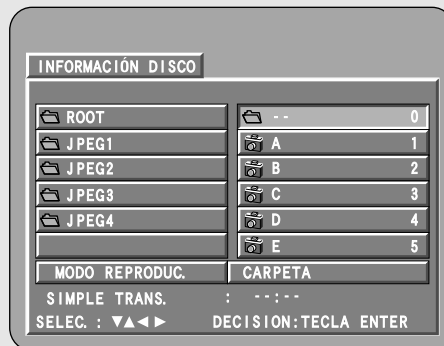 INFORMACIÓN DISCO
ROOT
JPEG1
JPEG2
JPEG3
JPEG4
-- 0
A 1
B 2
C 3
D 4
E 5
MODO REPRODUC. CARPETA
SIMPLE TRANS. : --:--
SELEC. : ▼▲◄► DECISION:TECLA ENTER